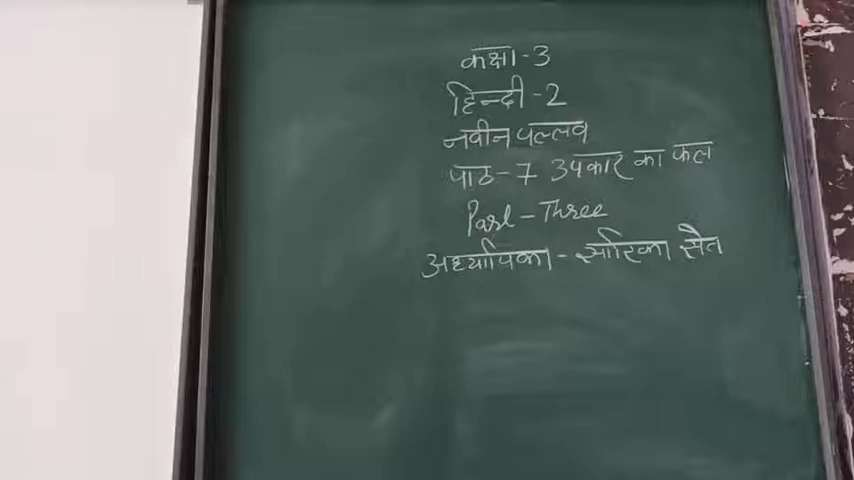 कक्षा - 3
हिन्दी - 2
नवीन पल्लव
पाठ - 7 उपकार का फल
Part - Three
अध्यापिका - सारिका सैत